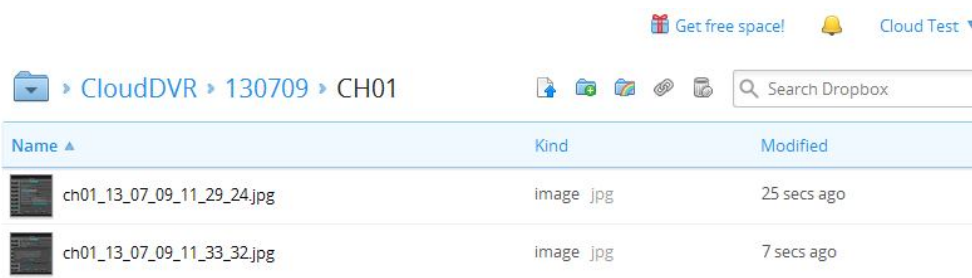 Get free space! Cloud Test
CloudDVR › 130709 › CH01 Search Dropbox
Name Kind Modified
ch01_13_07_09_11_29_24.jpg image jpg 25 secs ago
ch01_13_07_09_11_33_32.jpg image jpg 7 secs ago